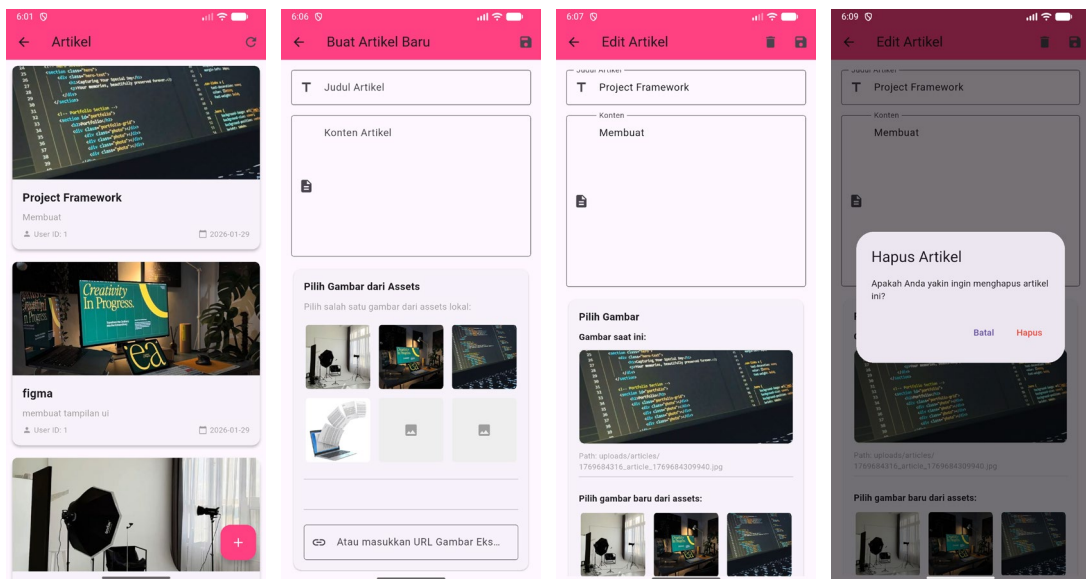 6:01
Artikel
Project Framework
Membuat
User ID: 1
2026-01-29
Creativity
In Progress.
figma
membuat tampilan ui
User ID: 1
2026-01-29
6:06
Buat Artikel Baru
Judul Artikel
Konten Artikel
Pilih Gambar dari Assets
Pilih salah satu gambar dari assets lokal:
Atau masukkan URL Gambar Eks...
6:07
Edit Artikel
Judul Artikel
Project Framework
Konten
Membuat
Pilih Gambar
Gambar saat ini:
Path: uploads/articles/
1769684316_article_1769684309940.jpg
Pilih gambar baru dari assets:
6:09
Edit Artikel
Judul Artikel
Project Framework
Konten
Membuat
Hapus Artikel
Apakah Anda yakin ingin menghapus artikel
ini?
Batal
Hapus
Path: uploads/articles/
1769684316_article_1769684309940.jpg
Pilih gambar baru dari assets: